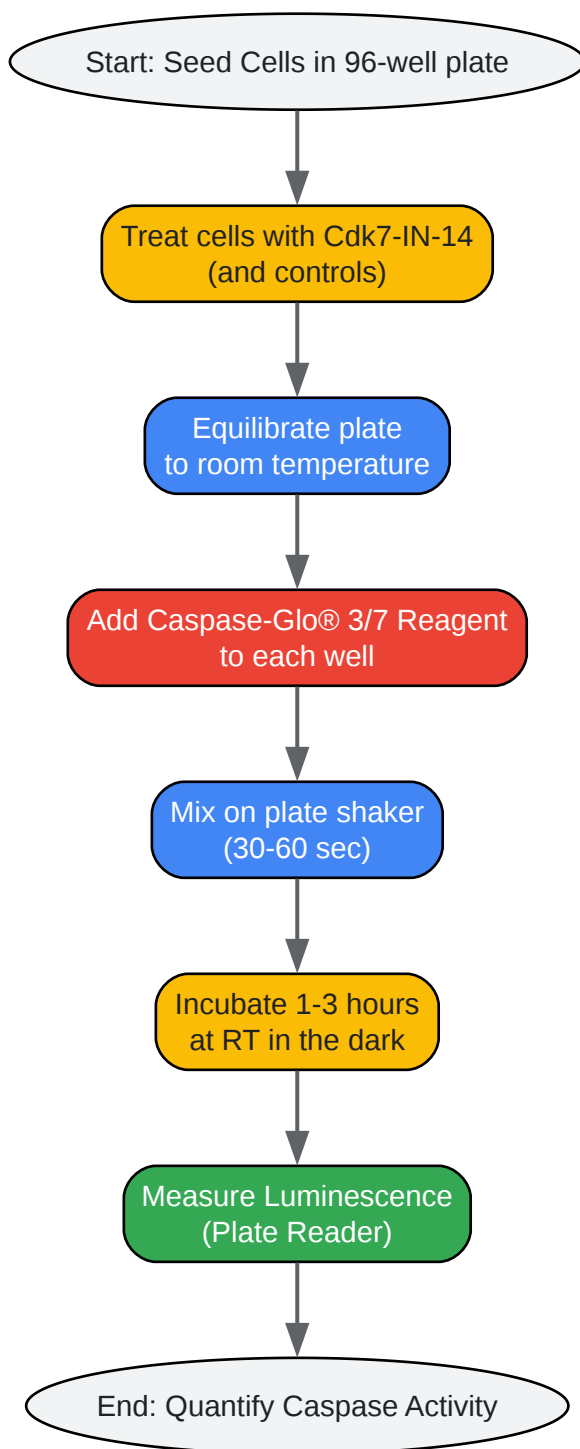 Start: Seed Cells in 96-well plate
Treat cells with Cdk7-IN-14
(and controls)
Equilibrate plate
to room temperature
Add Caspase-Glo® 3/7 Reagent
to each well
Mix on plate shaker
(30-60 sec)
Incubate 1-3 hours
at RT in the dark
Measure Luminescence
(Plate Reader)
End: Quantify Caspase Activity